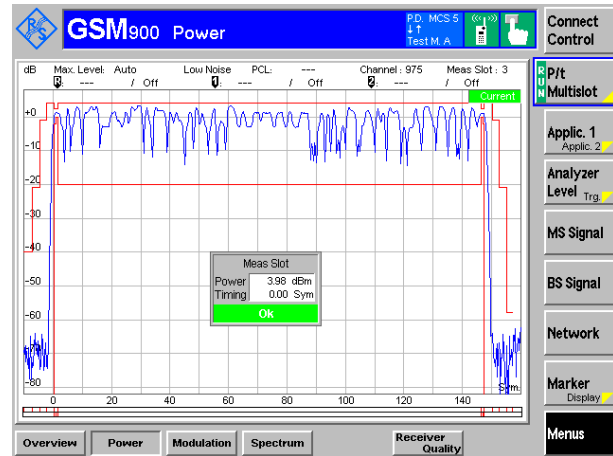 R S
GSM900 Power
P.D. MCS 5
Test M. A
Connect
Control
dB Max. Level: Auto Low Noise PCL: Channel : 975 Meas Slot : 3
--- / Off --- / Off --- / Off
Current
+0
-10
-20
-30
-40
-50
-60
-80
0 20 40 60 80 100 120 140
Sym.
Meas Slot
Power 3.98 dBm
Timing 0.00 Sym
Ok
RUN
P/t
Multislot
Applic. 1
Applic. 2
Analyzer
Level Trg.
MS Signal
BS Signal
Network
Marker
Display
Menus
Overview Power Modulation Spectrum Receiver
Quality